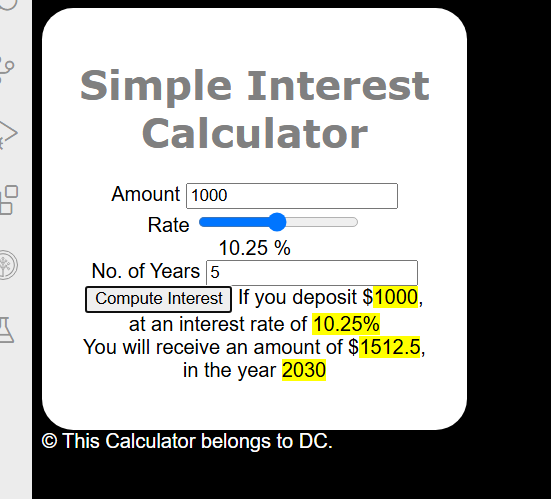 Simple Interest
Calculator
Amount 1000
Rate
10.25 %
No. of Years 5
Compute Interest If you deposit $1000,
at an interest rate of 10.25%
You will receive an amount of $1512.5,
in the year 2030
© This Calculator belongs to DC.